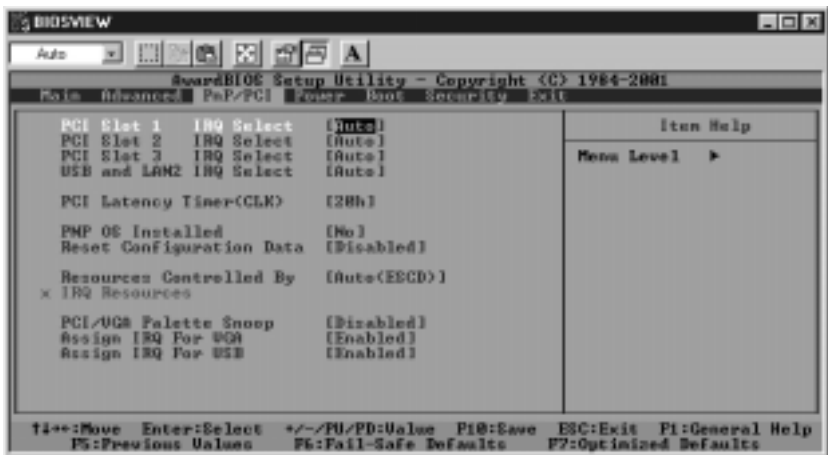 BIOSVIEW
Auto
A
AwardBIOS Setup Utility - Copyright (C) 1984-2001
Main Advanced PnP/PCI Power Boot Security Exit
PCI Slot 1 IRQ Select [Auto]
Item Help
PCI Slot 2 IRQ Select [Auto]
PCI Slot 3 IRQ Select [Auto]
Menu Level ▶
USB and LAN2 IRQ Select [Auto]
PCI Latency Timer(CLK) [20h]
PNP OS Installed [No]
Reset Configuration Data [Disabled]
Resources Controlled By [Auto(ESCD)]
x IRQ Resources
PCI/VGA Palette Snoop [Disabled]
Assign IRQ For VGA [Enabled]
Assign IRQ For USB [Enabled]
↑↓→←:Move Enter:Select +/-/PU/PD:Value F10:Save ESC:Exit F1:General Help
F5:Previous Values F6:Fail-Safe Defaults F7:Optimized Defaults